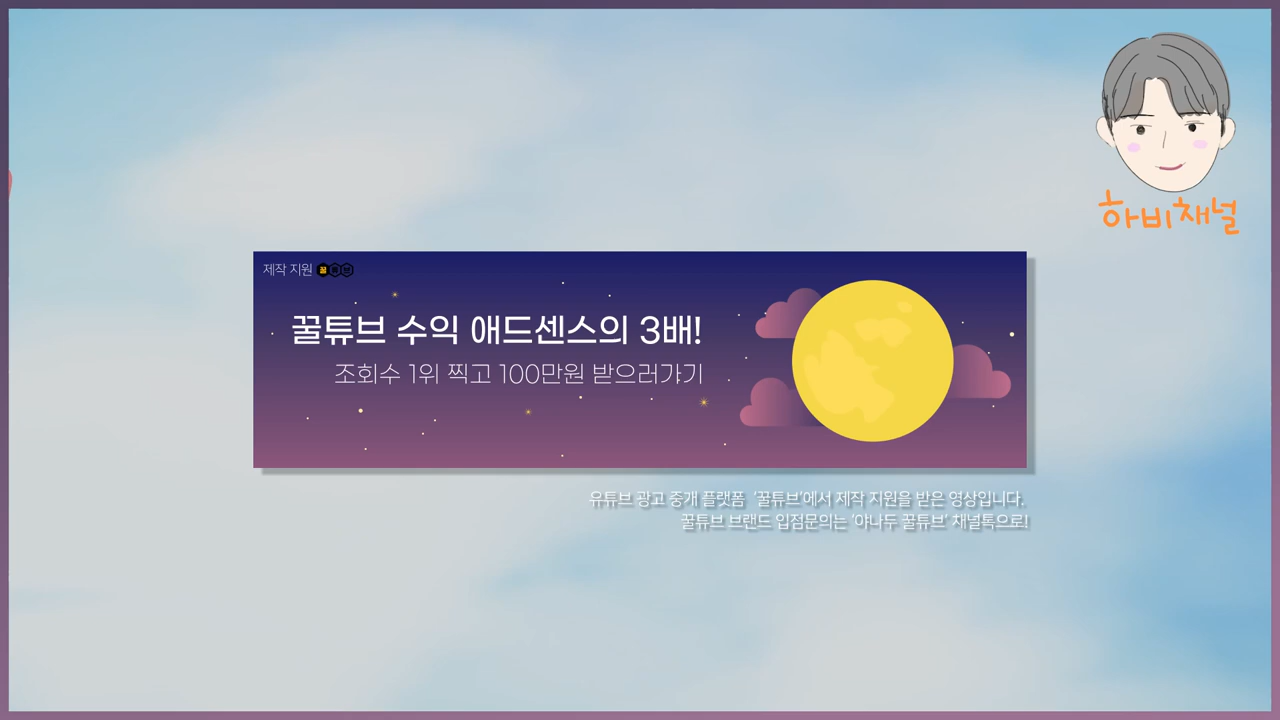 하비채널
제작 지원 꿀튜브
꿀튜브 수익 애드센스의 3배!
조회수 1위 찍고 100만원 받으러가기
유튜브 광고 중개 플랫폼 '꿀튜브'에서 제작 지원을 받은 영상입니다.
꿀튜브 브랜드 입점문의는 '야나두 꿀튜브' 채널톡으로!